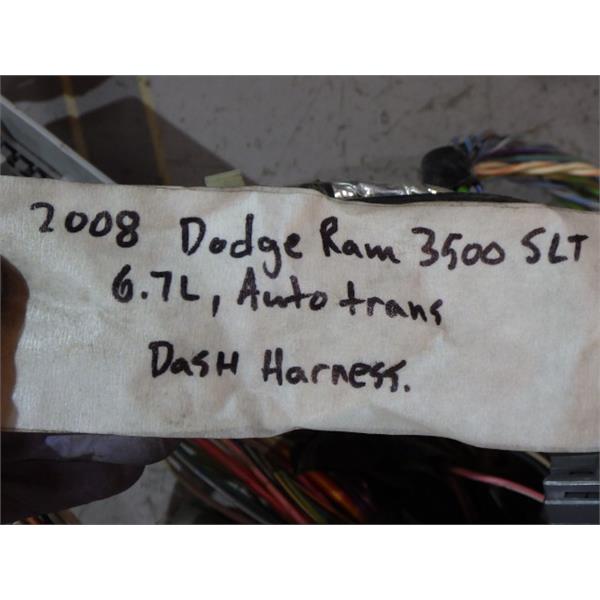 2008 Dodge Ram 3500 SLT
6.7L, Auto trans
Dash Harness.